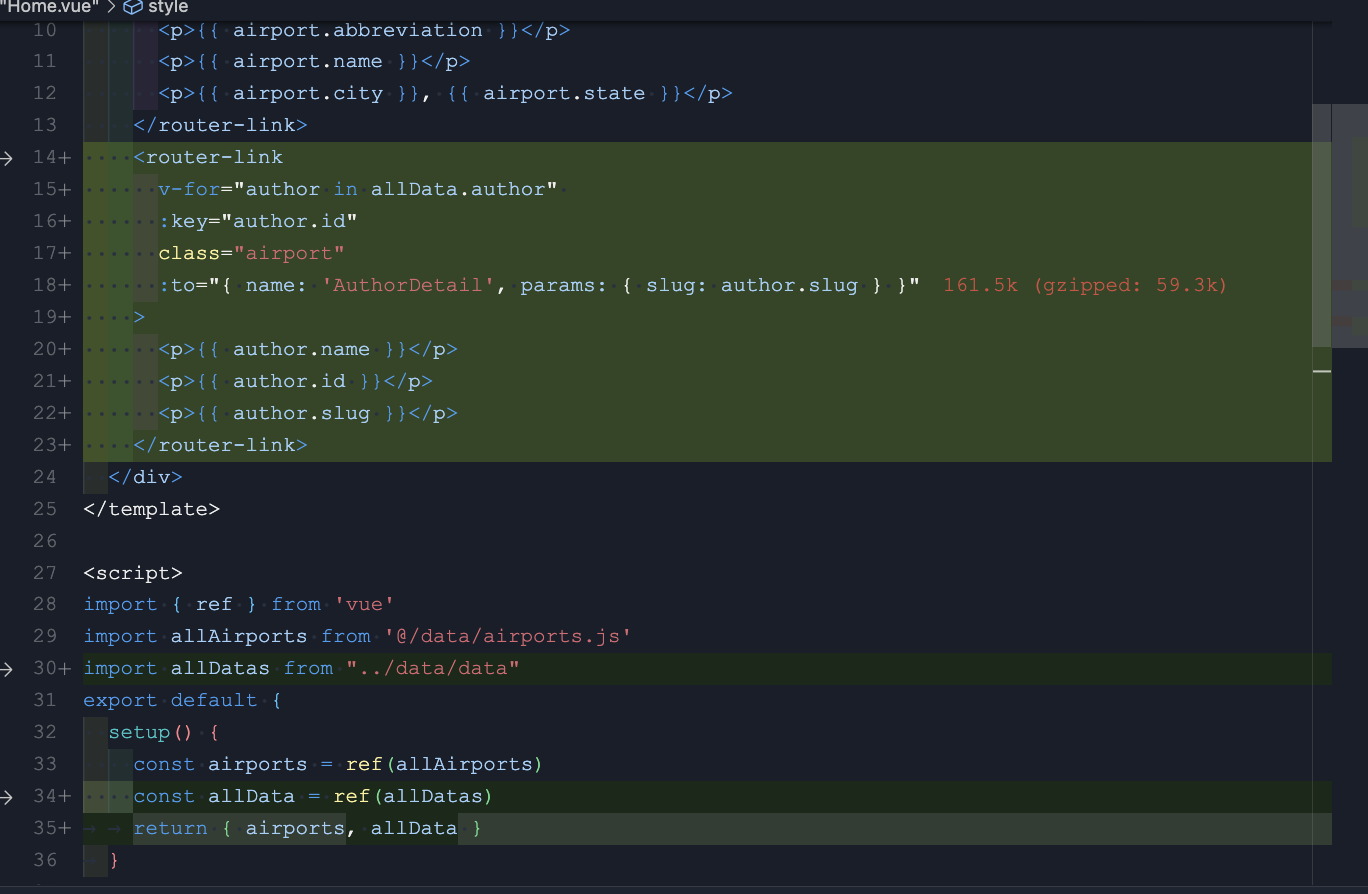 "Home.vue" > style
10 <p>{{ airport.abbreviation }}</p>
11 <p>{{ airport.name }}</p>
12 <p>{{ airport.city }}, {{ airport.state }}</p>
13 </router-link>
14+ <router-link
15+ v-for="author in allData.author"
16+ :key="author.id"
17+ class="airport"
18+ :to="{ name: 'AuthorDetail', params: { slug: author.slug } }" 161.5k (gzipped: 59.3k)
19+ >
20+ <p>{{ author.name }}</p>
21+ <p>{{ author.id }}</p>
22+ <p>{{ author.slug }}</p>
23+ </router-link>
24 </div>
25 </template>
26
27 <script>
28 import { ref } from 'vue'
29 import allAirports from '@/data/airports.js'
30+ import allDatas from "../data/data"
31 export default {
32 setup() {
33 const airports = ref(allAirports)
34+ const allData = ref(allDatas)
35+ return { airports, allData }
36 }